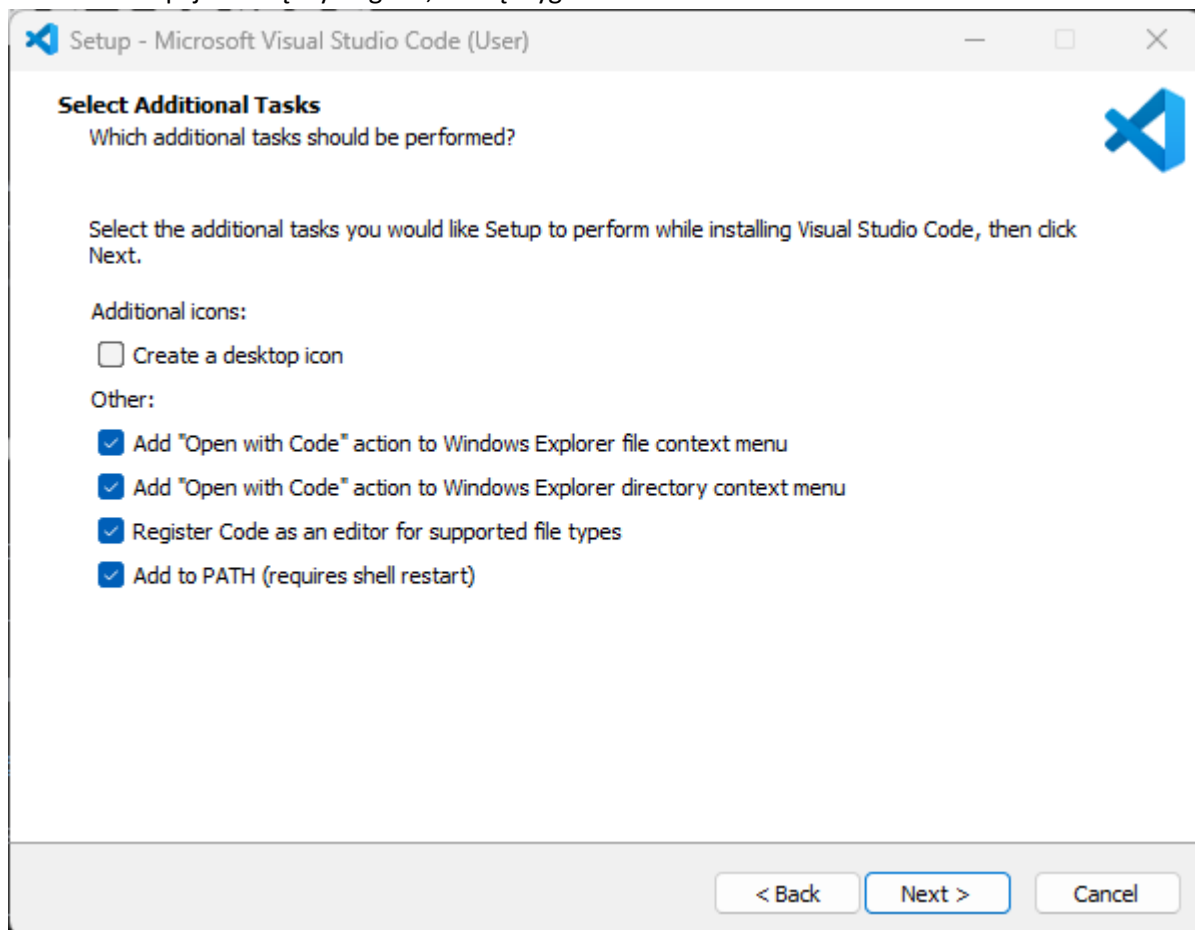 Setup - Microsoft Visual Studio Code (User)
Select Additional Tasks
Which additional tasks should be performed?
Select the additional tasks you would like Setup to perform while installing Visual Studio Code, then click
Next.
Additional icons:
Create a desktop icon
Other:
Add "Open with Code" action to Windows Explorer file context menu
Add "Open with Code" action to Windows Explorer directory context menu
Register Code as an editor for supported file types
Add to PATH (requires shell restart)
< Back
Next >
Cancel